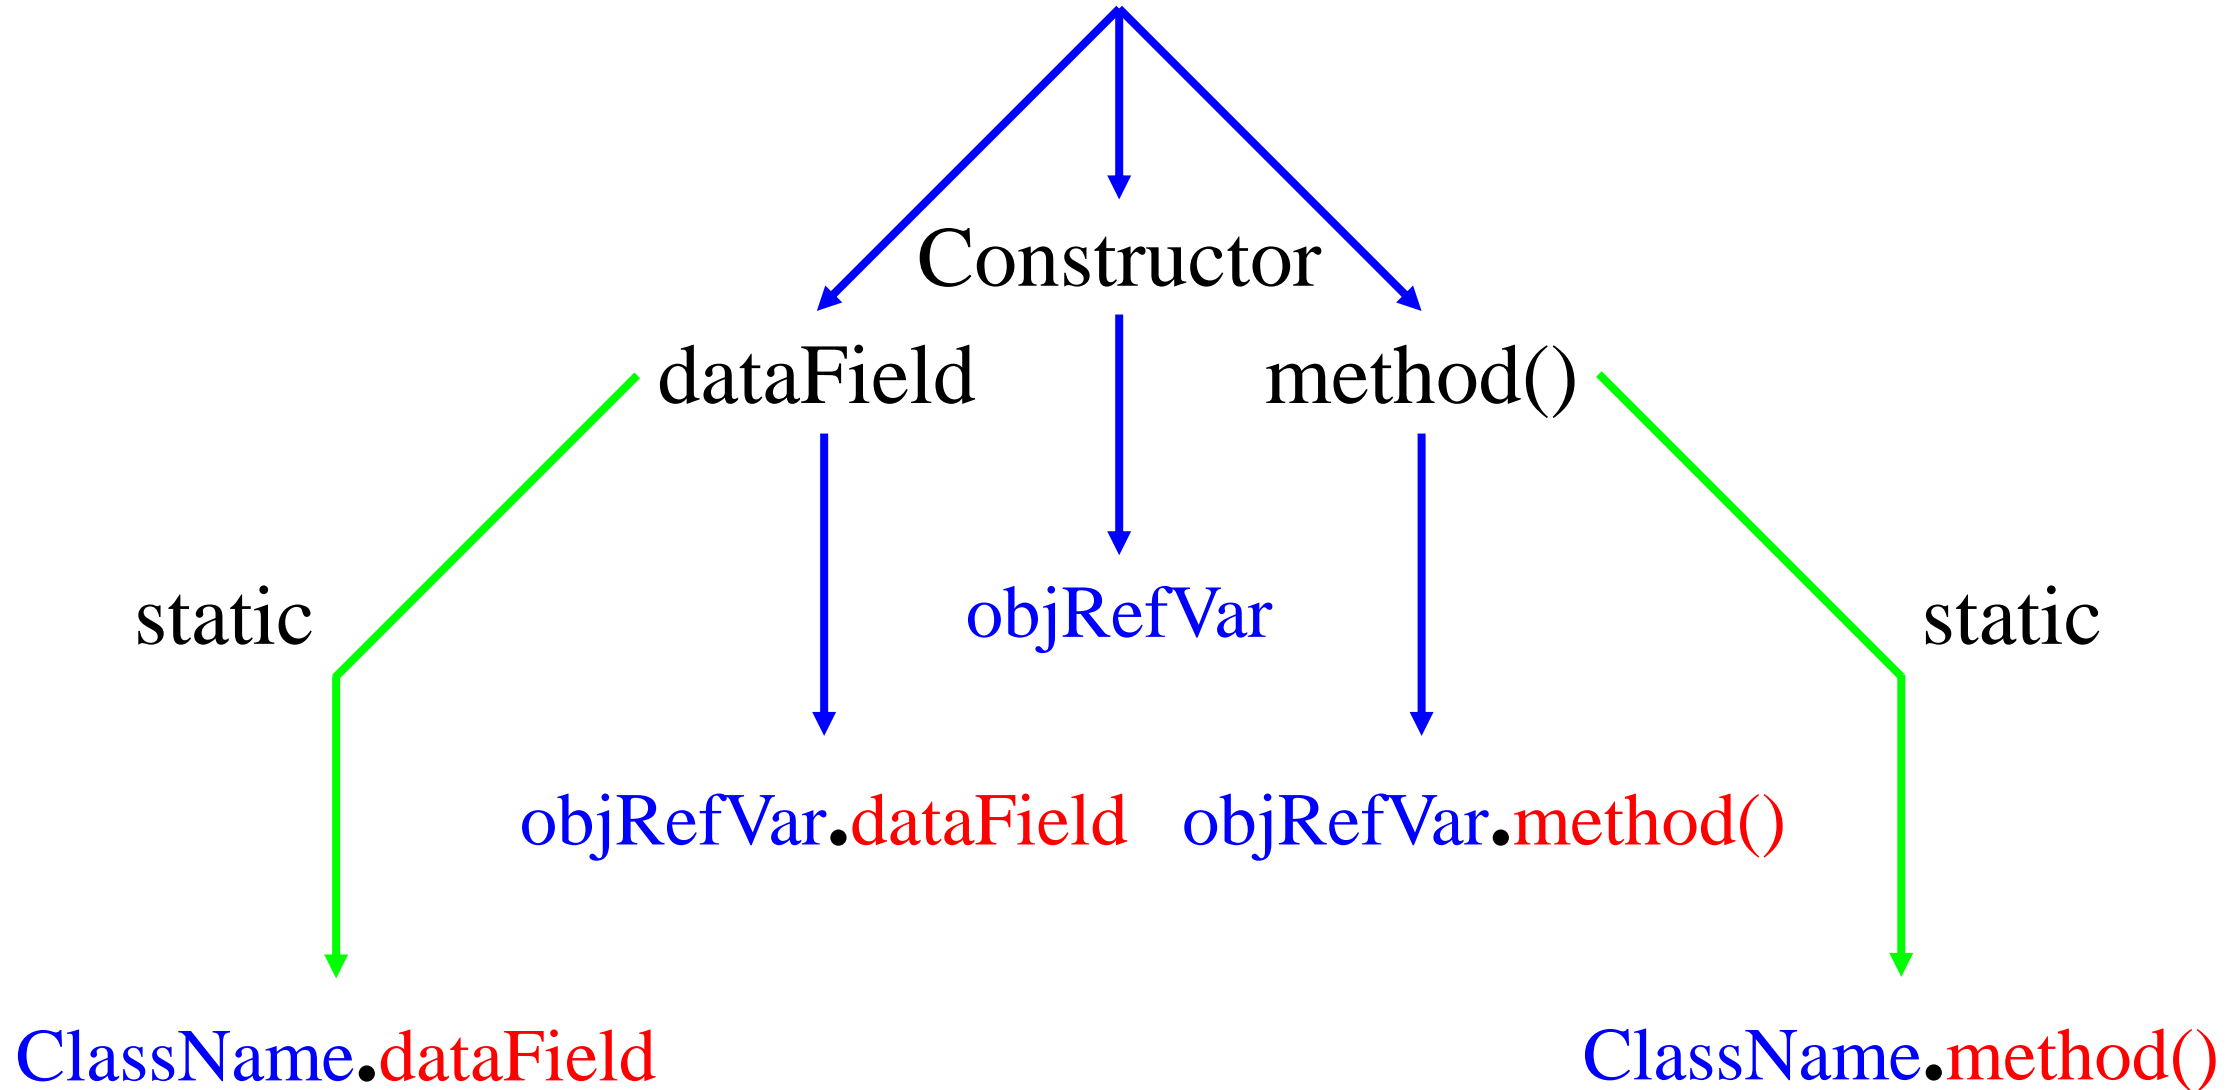 Constructor
dataField
method()
static
objRefVar
static
objRefVar.dataField
objRefVar.method()
ClassName.dataField
ClassName.method()